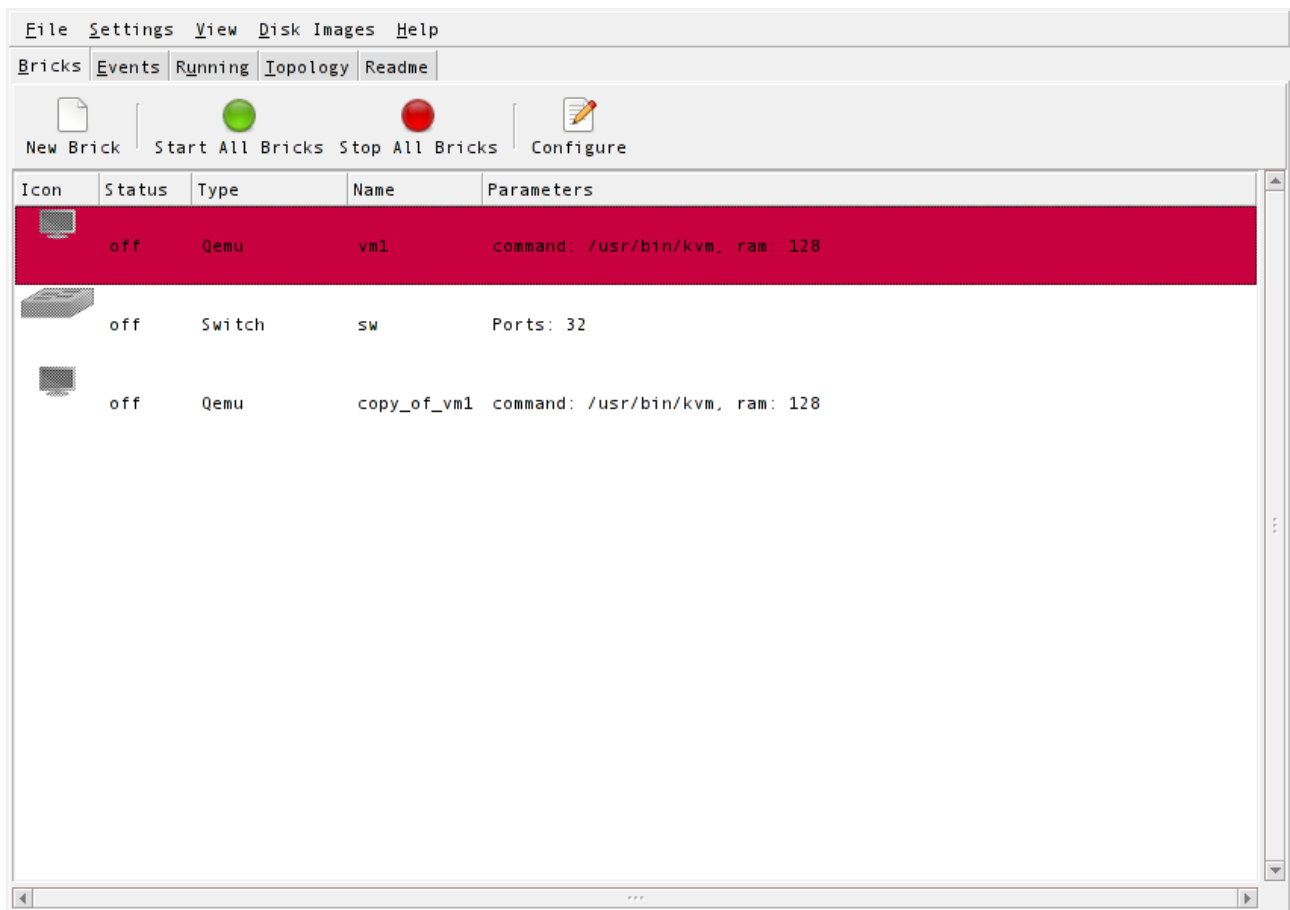 File Settings View Disk Images Help
Bricks Events Running Topology Readme
New Brick Start All Bricks Stop All Bricks Configure
Icon Status Type Name Parameters
off Qemu vm1 command: /usr/bin/kvm, ram: 128
off Switch sw Ports: 32
off Qemu copy_of_vm1 command: /usr/bin/kvm, ram: 128